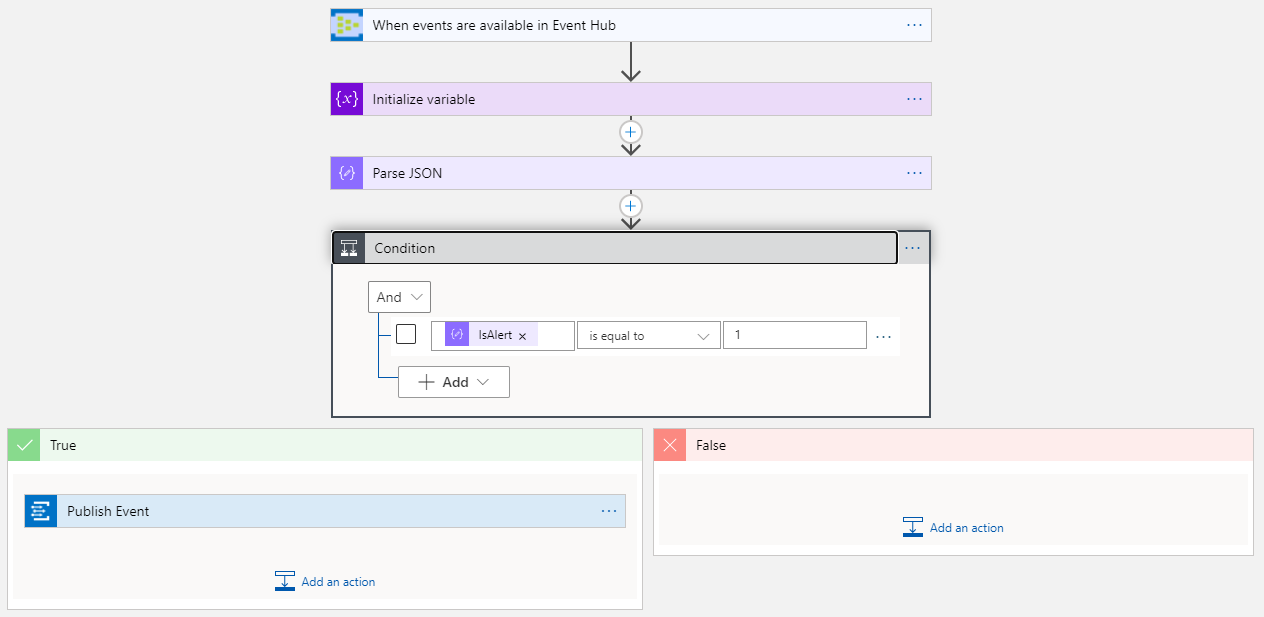 When events are available in Event Hub
{x} Initialize variable
Parse JSON
Condition
And
IsAlert × is equal to 1
Add
True
False
Publish Event
Add an action
Add an action